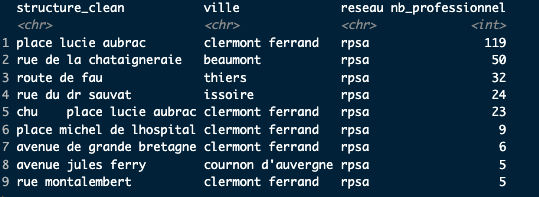 structure_clean ville reseau nb_professionnel
<chr> <chr> <chr> <int>
1 place lucie aubrac clermont ferrand rpsa 119
2 rue de la chataigneraie beaumont rpsa 50
3 route de fau thiers rpsa 32
4 rue du dr sauvat issoire rpsa 24
5 chu    place lucie aubrac clermont ferrand rpsa 23
6 place michel de lhospital clermont ferrand rpsa 9
7 avenue de grande bretagne clermont ferrand rpsa 6
8 avenue jules ferry cournon d'auvergne rpsa 5
9 rue montalembert clermont ferrand rpsa 5